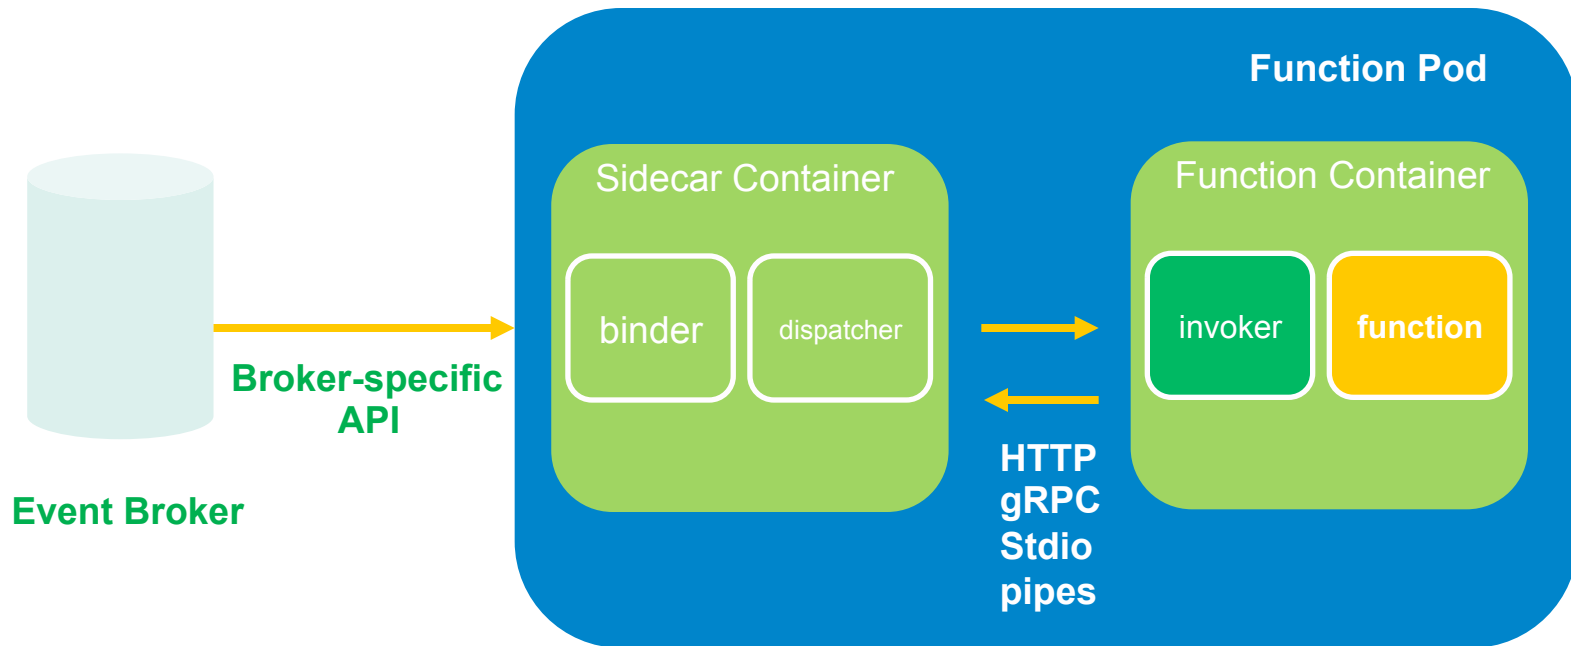 Function Pod
Sidecar Container
Function Container
binder
dispatcher
invoker
function
Broker-specific
API
HTTP
gRPC
Stdio
pipes
Event Broker